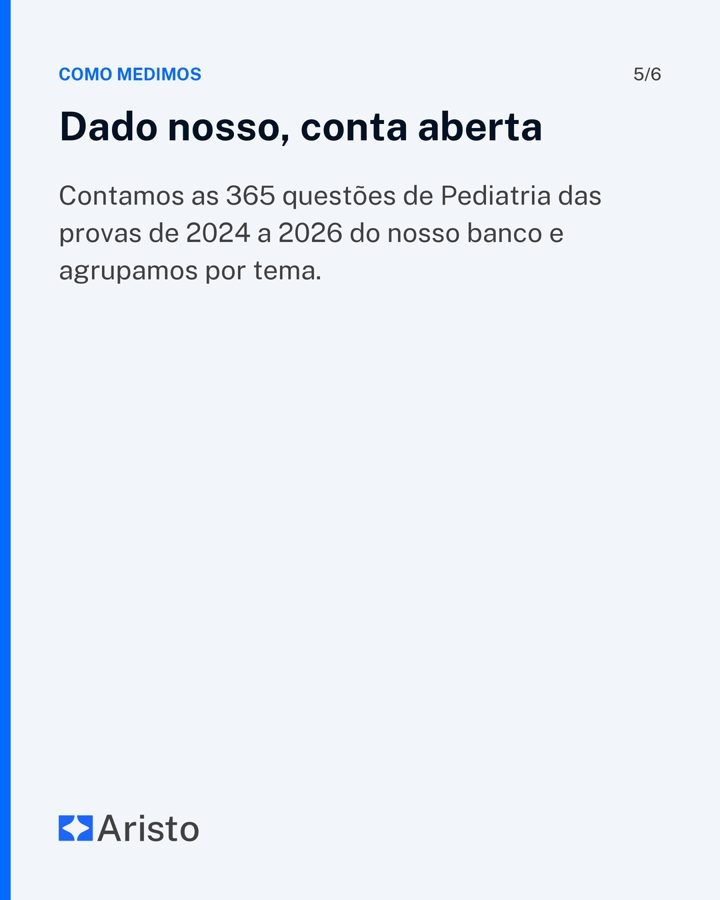 COMO MEDIMOS
5/6
Dado nosso, conta aberta
Contamos as 365 questões de Pediatria das
provas de 2024 a 2026 do nosso banco e
agrupamos por tema.
Aristo